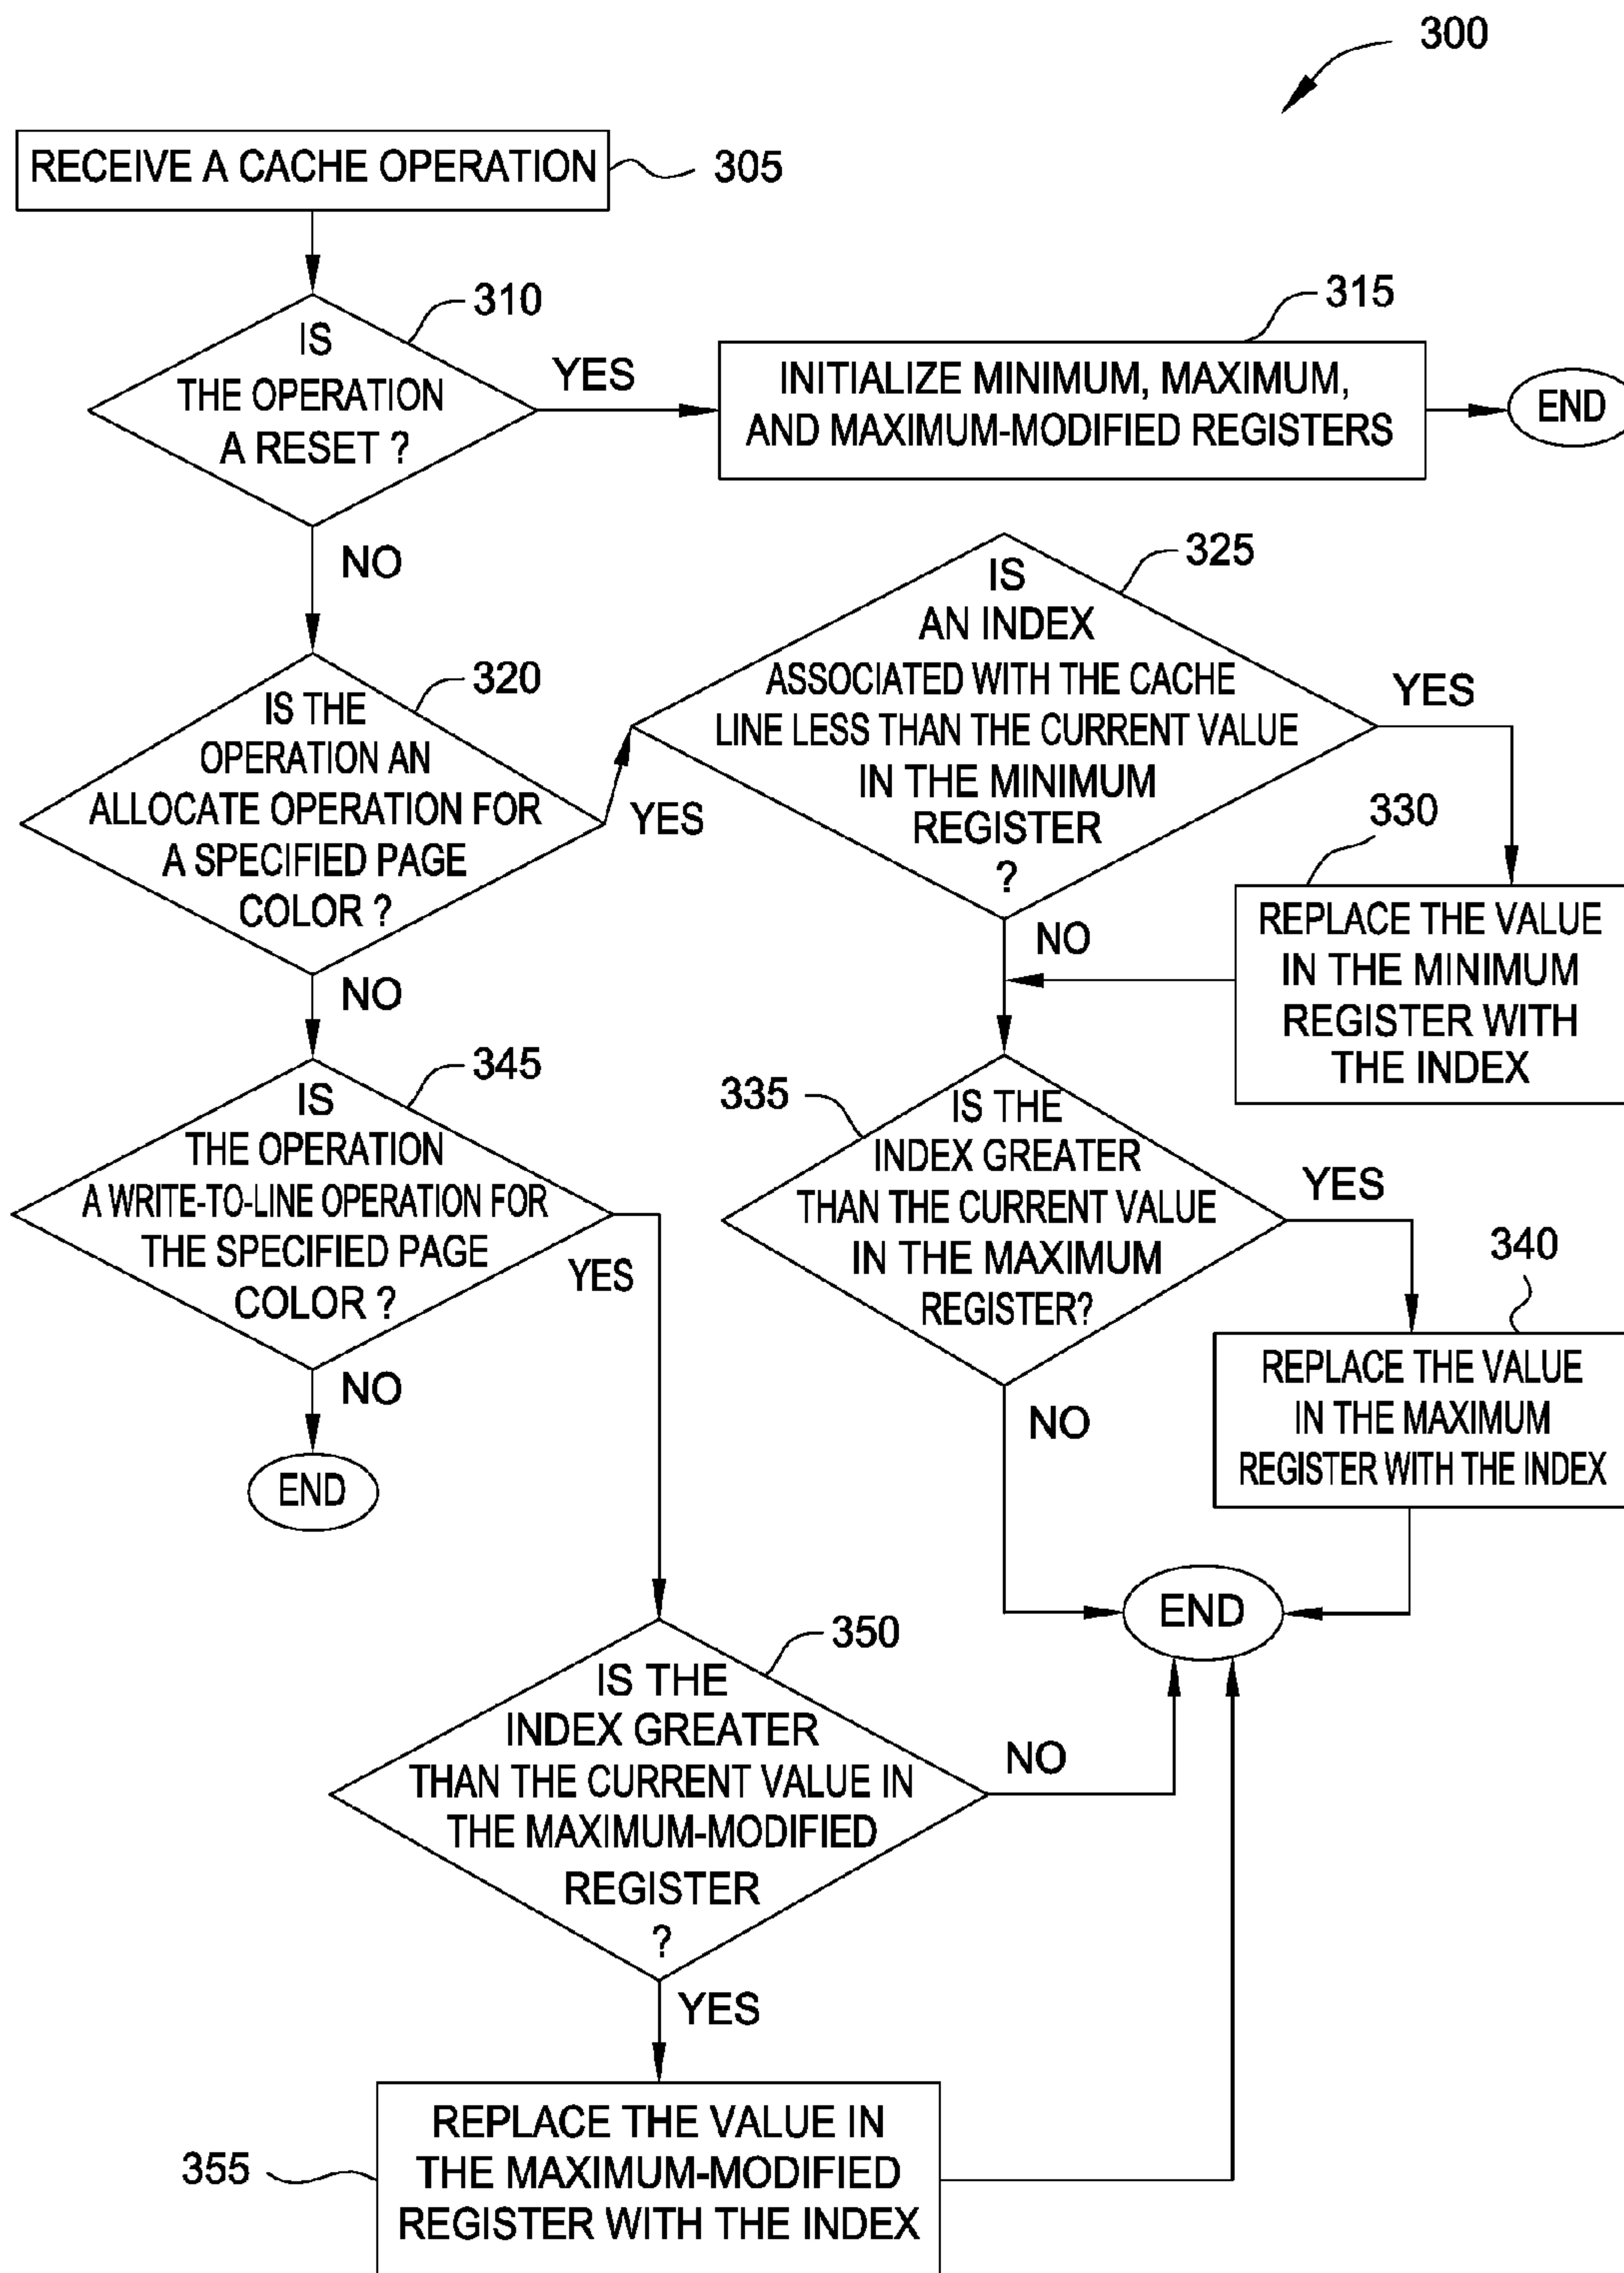 300
RECEIVE A CACHE OPERATION
305
310
IS
THE OPERATION
A RESET ?
YES
315
INITIALIZE MINIMUM, MAXIMUM,
AND MAXIMUM-MODIFIED REGISTERS
END
NO
320
IS THE
OPERATION AN
ALLOCATE OPERATION FOR
A SPECIFIED PAGE
COLOR ?
YES
325
IS
AN INDEX
ASSOCIATED WITH THE CACHE
LINE LESS THAN THE CURRENT VALUE
IN THE MINIMUM
REGISTER
?
YES
330
REPLACE THE VALUE
IN THE MINIMUM
REGISTER WITH
THE INDEX
NO
NO
345
IS
THE OPERATION
A WRITE-TO-LINE OPERATION FOR
THE SPECIFIED PAGE
COLOR ?
YES
335
IS THE
INDEX GREATER
THAN THE CURRENT VALUE
IN THE MAXIMUM
REGISTER?
YES
340
REPLACE THE VALUE
IN THE MAXIMUM
REGISTER WITH THE INDEX
NO
END
NO
END
350
IS THE
INDEX GREATER
THAN THE CURRENT VALUE IN
THE MAXIMUM-MODIFIED
REGISTER
?
NO
YES
355
REPLACE THE VALUE IN
THE MAXIMUM-MODIFIED
REGISTER WITH THE INDEX